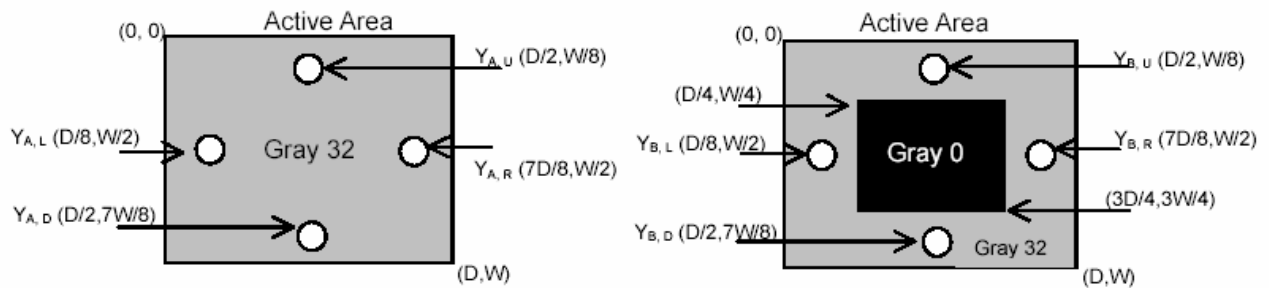 Active Area
(0, 0)
Y_A, U (D/2,W/8)
Y_A, L (D/8,W/2)
Gray 32
Y_A, R (7D/8,W/2)
Y_A, D (D/2,7W/8)
(D,W)
Active Area
(0, 0)
Y_B, U (D/2,W/8)
(D/4,W/4)
Y_B, L (D/8,W/2)
Gray 0
Y_B, R (7D/8,W/2)
(3D/4,3W/4)
Y_B, D (D/2,7W/8)
Gray 32
(D,W)